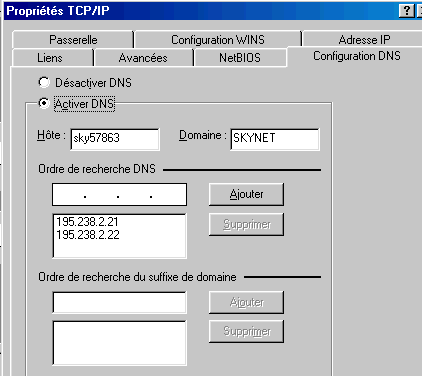 Propriétés TCP/IP
?
Passerelle Configuration WINS Adresse IP
Liens Avancées NetBIOS Configuration DNS
Désactiver DNS
Activer DNS
Hôte : sky57863 Domaine : SKYNET
Ordre de recherche DNS
. . . Ajouter
195.238.2.21 Supprimer
195.238.2.22
Ordre de recherche du suffixe de domaine
Ajouter
Supprimer